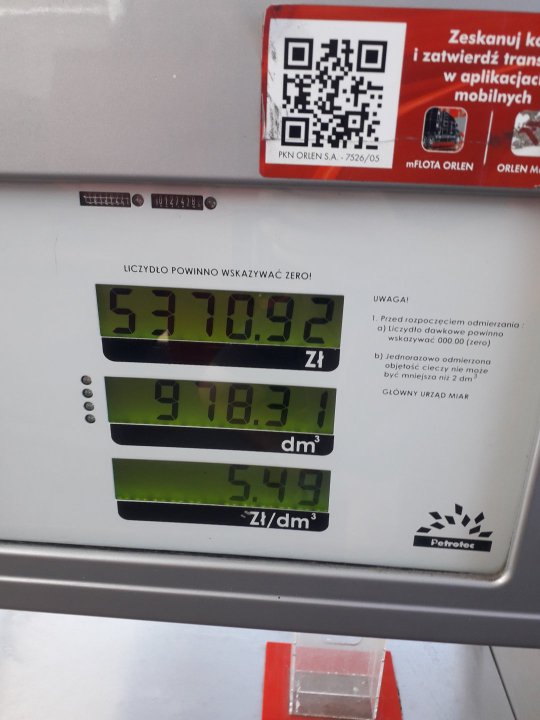 Zeskanuj
i zatwierdź
w aplikacjac
mobilnych
PKN ORLEN S.A. - 7526/05
mFLOTA ORLEN
ORLEN
LICZYDŁO POWINNO WSKAZYWAĆ ZERO!
5370.92
Zł
978.31
dm³
5.49
Zł/dm³
UWAGA!
1. Przed rozpoczęciem odmierzania :
a) Liczydło dawkowe powinno
wskazywać 000.00 (zero)
b) Jednorazowo odmierzona
objętość cieczy nie może
być mniejsza niż 2 dm³
GŁÓWNY URZĄD MIAR
Petrotec